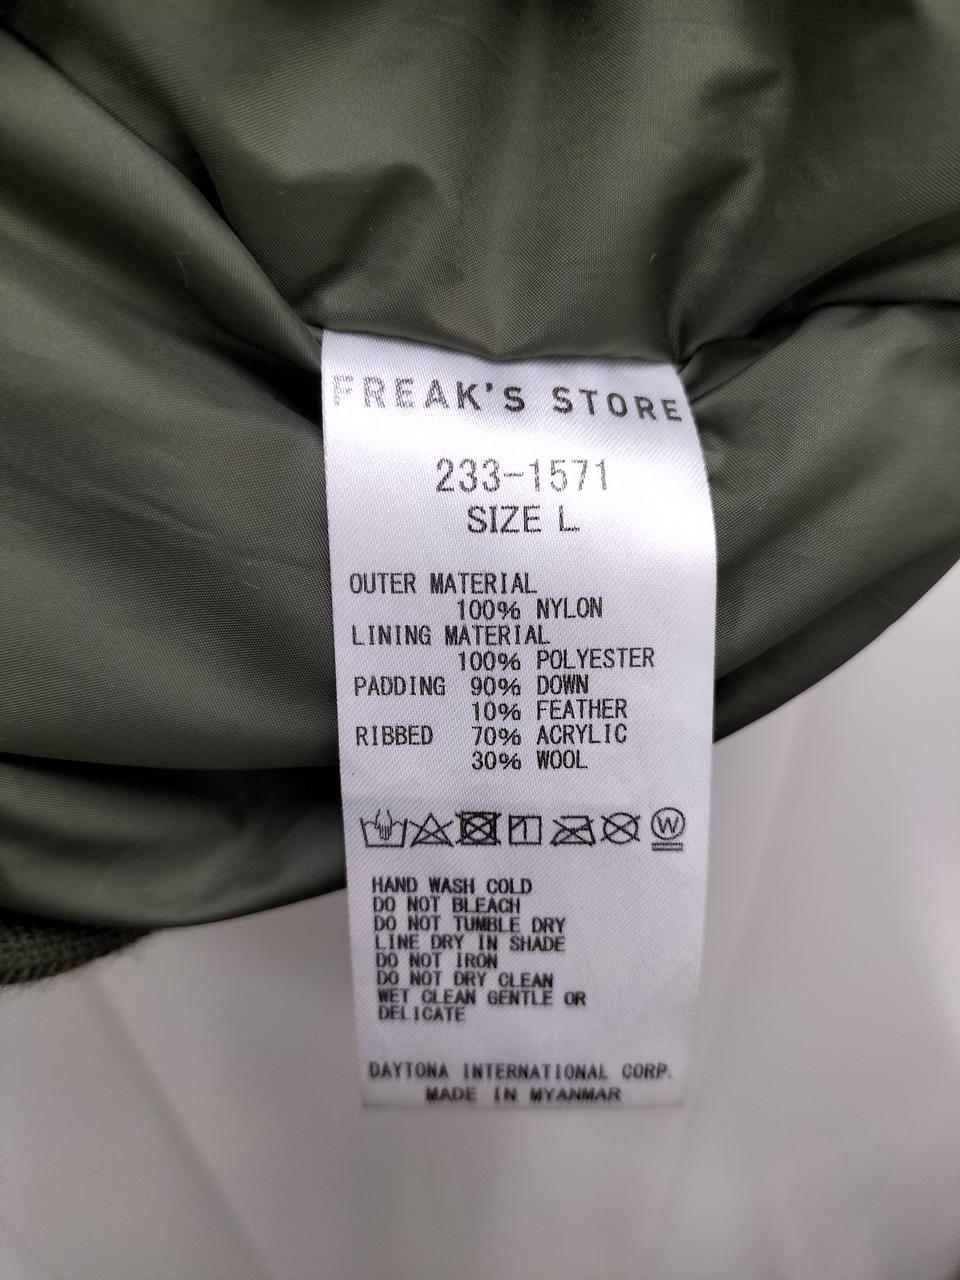 FREAK'S STORE
233-1571
SIZE L
OUTER MATERIAL
100% NYLON
LINING MATERIAL
100% POLYESTER
PADDING 90% DOWN
10% FEATHER
RIBBED 70% ACRYLIC
30% WOOL
W
HAND WASH COLD
DO NOT BLEACH
DO NOT TUMBLE DRY
LINE DRY IN SHADE
DO NOT IRON
DO NOT DRY CLEAN
WET CLEAN GENTLE OR
DELICATE
DAYTONA INTERNATIONAL CORP.
MADE IN MYANMAR